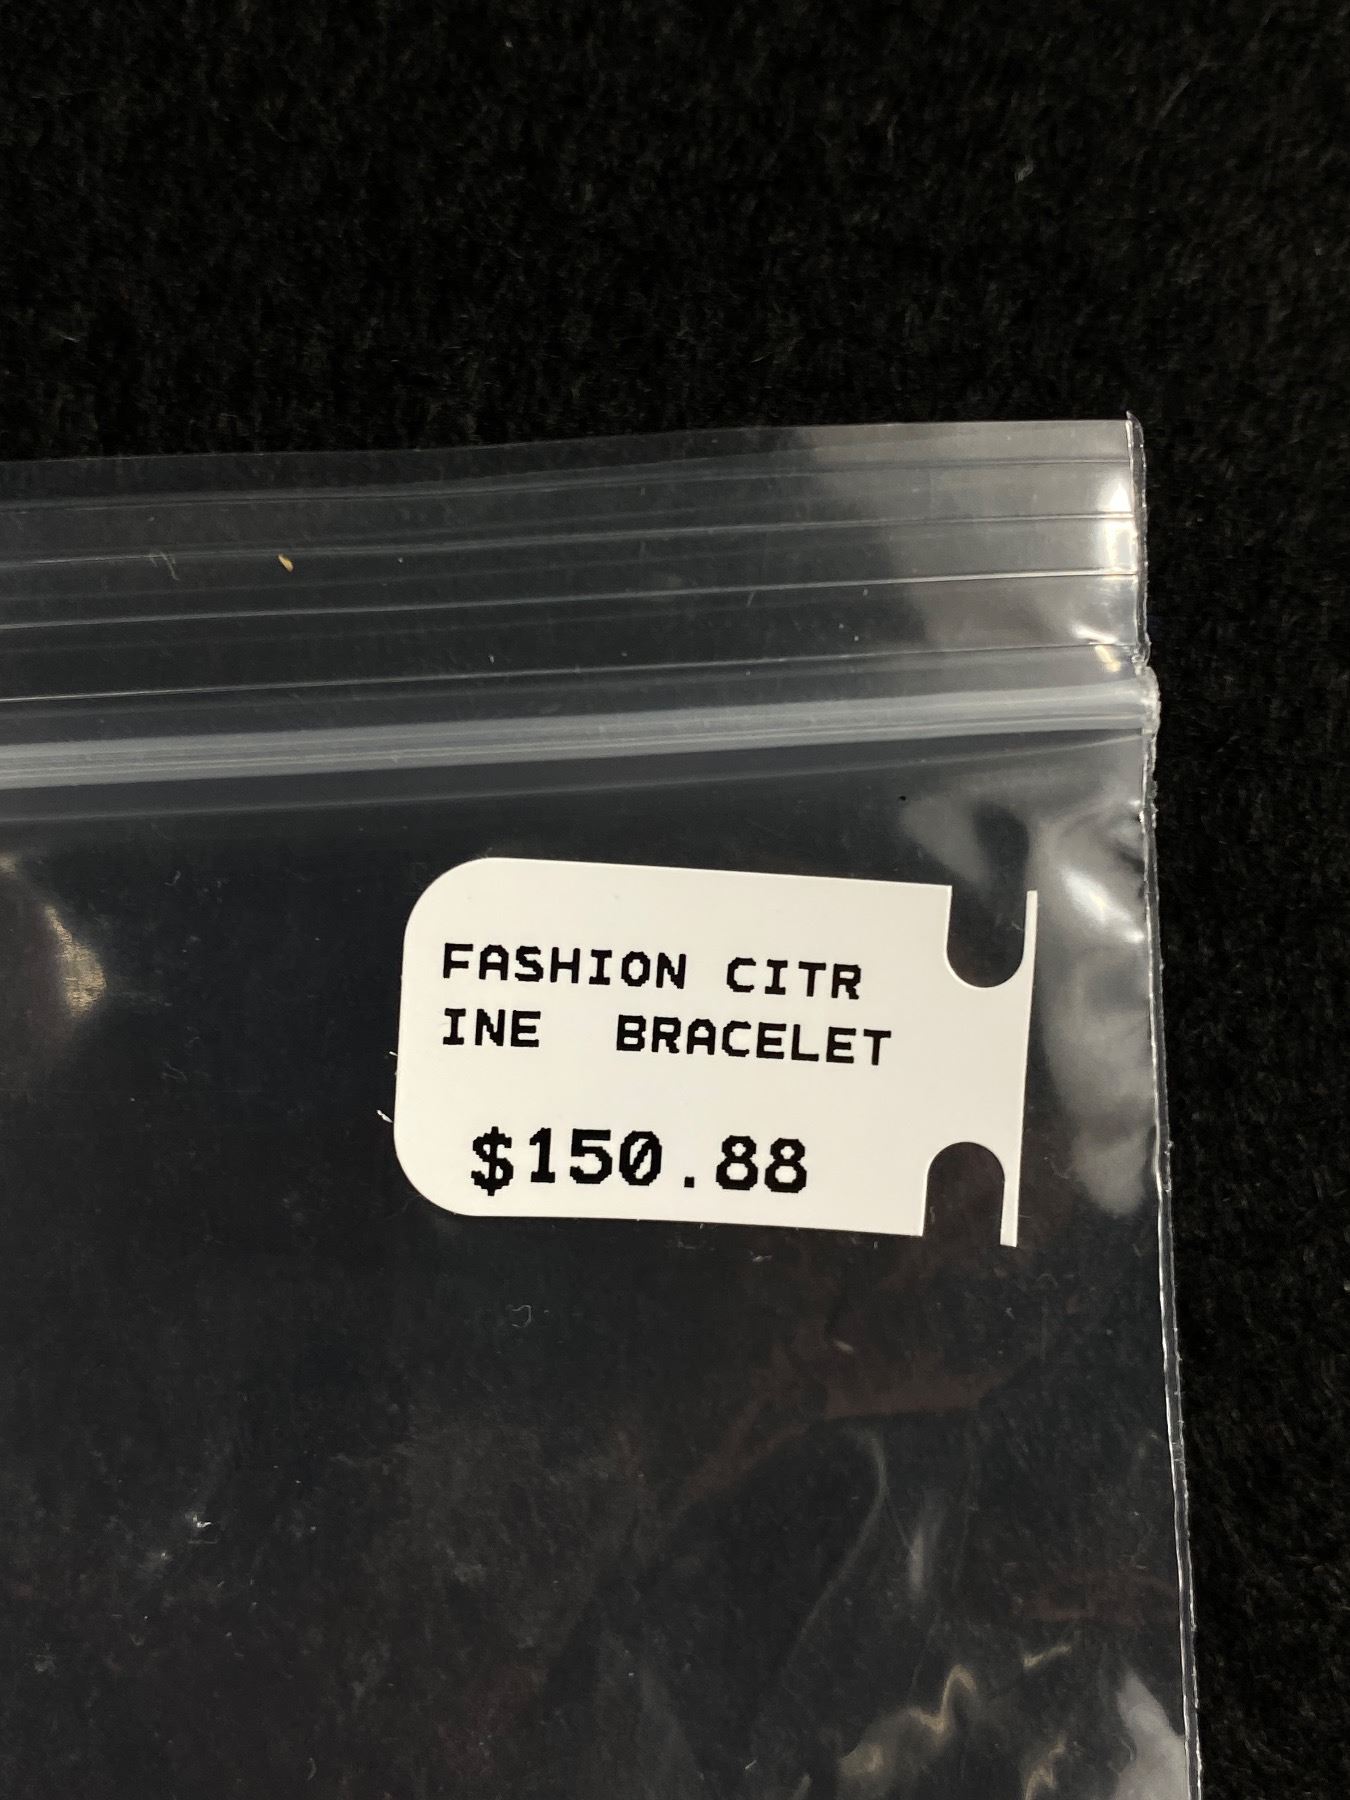 FASHION CITR
INE  BRACELET
$150.88